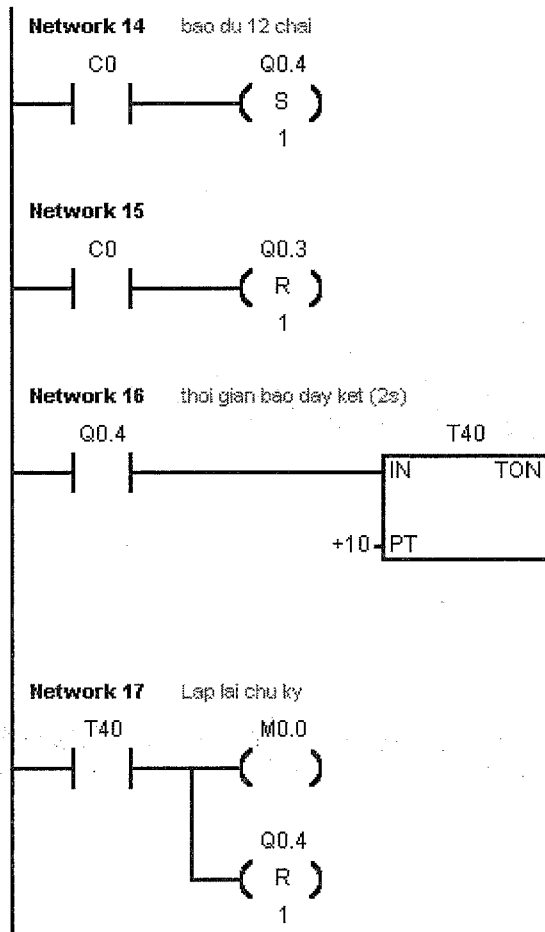 Network 14 bao du 12 chai
C0 Q0.4
S
1
Network 15
C0 Q0.3
R
1
Network 16 thoi gian bao day ket (2s)
Q0.4 T40
IN TON
+10 PT
Network 17 Lap lai chu ky
T40 M0.0
Q0.4
R
1